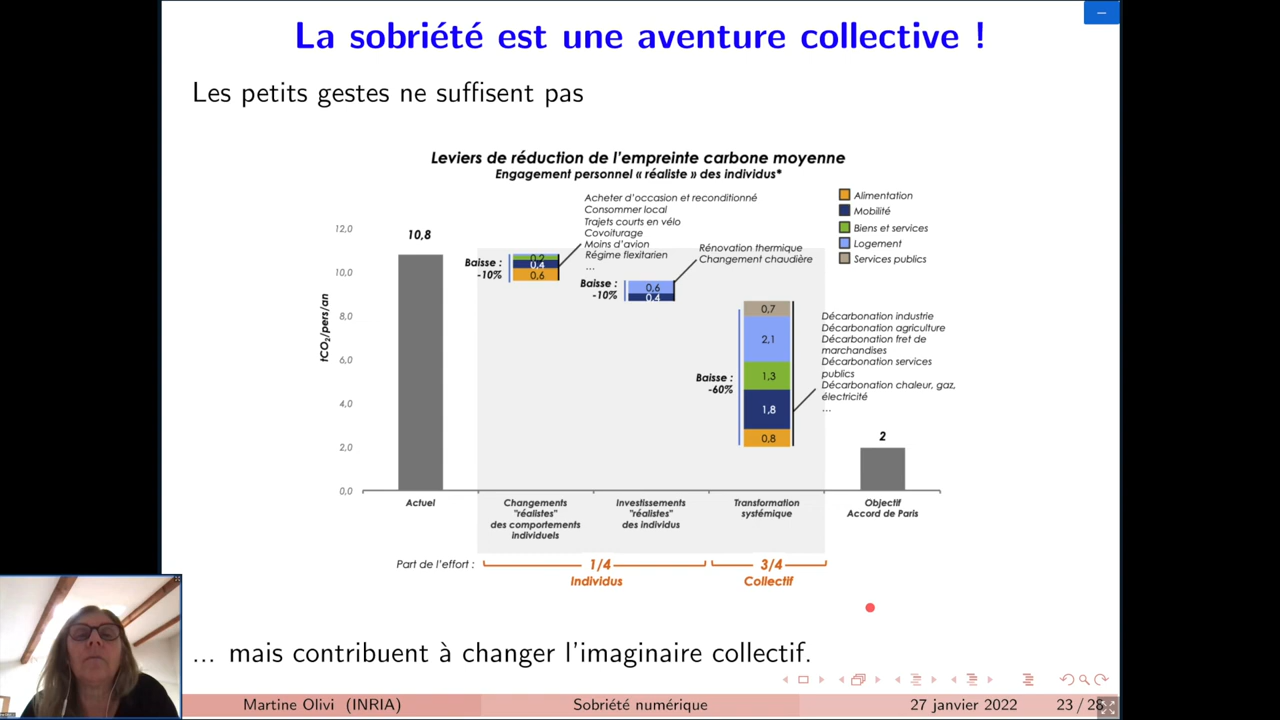 La sobriété est une aventure collective !
Les petits gestes ne suffisent pas
Leviers de réduction de l'empreinte carbone moyenne
Engagement personnel « réaliste » des individus*
Alimentation
Mobilité
Biens et services
Logement
Services publics
Acheter d'occasion et reconditionné
Consommer local
Trajets courts en vélo
Covoiturage
Moins d'avion
Régime flexitarien
...
Rénovation thermique
Changement chaudière
tCO2/pers/an
12,0
10,0
8,0
6,0
4,0
2,0
0,0
10,8
Baisse :
-10%
0,2
0,4
0,6
Baisse :
-10%
0,6
0,4
Baisse :
-60%
0,7
2,1
1,3
1,8
0,8
Décarbonation industrie
Décarbonation agriculture
Décarbonation fret de
marchandises
Décarbonation services
publics
Décarbonation chaleur, gaz,
électricité
...
2
Actuel
Changements
"réalistes"
des comportements
individuels
Investissements
"réalistes"
des individus
Transformation
systémique
Objectif
Accord de Paris
Part de l'effort :
1/4
Individus
3/4
Collectif
... mais contribuent à changer l'imaginaire collectif.
Martine Olivi (INRIA)
Sobriété numérique
27 janvier 2022
23 / 28